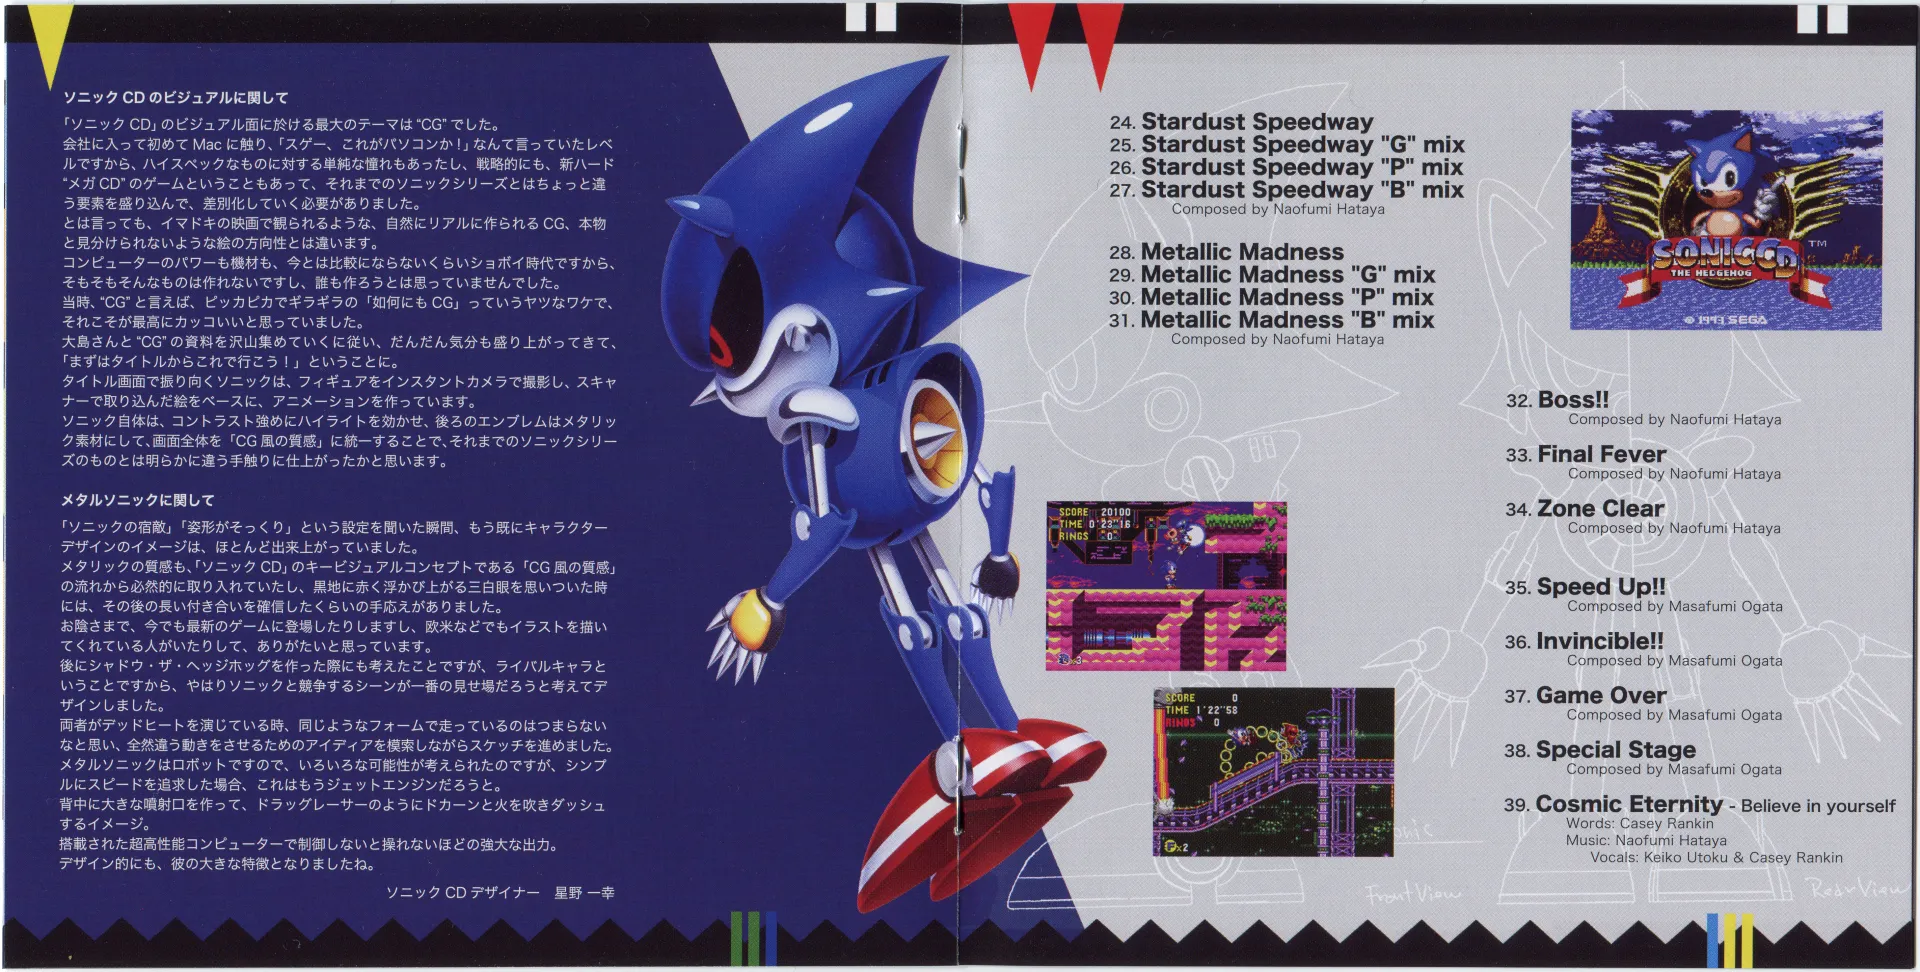 ソニック CD のビジュアルに関して
「ソニック CD」のビジュアル面に於ける最大のテーマは “CG” でした。
会社に入って初めて Mac に触り、「スゲー、これがパソコンか！」なんて言っていたレベ
ルですから、ハイスペックなものに対する単純な憧れもあったし、戦略的にも、新ハード
“メガ CD” のゲームということもあって、それまでのソニックシリーズとはちょっと違
う要素を盛り込んで、差別化していく必要がありました。
とは言っても、イマドキの映画で観られるような、自然にリアルに作られる CG、本物
と見分けられないような絵の方向性とは違います。
コンピューターのパワーも機材も、今とは比較にならないくらいショボイ時代ですから、
そもそもそんなものは作れないですし、誰も作ろうとは思っていませんでした。
当時、“CG” と言えば、ピッカピカでギラギラの「如何にも CG」っていうヤツなワケで、
それこそが最高にカッコいいと思っていました。
大島さんと “CG” の資料を沢山集めていくに従い、だんだん気分も盛り上がってきて、
「まずはタイトルからこれで行こう！」ということに。
タイトル画面で振り向くソニックは、フィギュアをインスタントカメラで撮影し、スキャ
ナーで取り込んだ絵をベースに、アニメーションを作っています。
ソニック自体は、コントラスト強めにハイライトを効かせ、後ろのエンブレムはメタリッ
ク素材にして、画面全体を「CG 風の質感」に統一することで、それまでのソニックシリー
ズのものとは明らかに違う手触りに仕上がったかと思います。
メタルソニックに関して
「ソニックの宿敵」「姿形がそっくり」という設定を聞いた瞬間、もう既にキャラクター
デザインのイメージは、ほとんど出来上がっていました。
メタリックの質感も、「ソニック CD」のキービジュアルコンセプトである「CG 風の質感」
の流れから必然的に取り入れていたし、黒地に赤く浮かび上がる三白眼を思いついた時
には、その後の長い付き合いを確信したくらいの手応えがありました。
お陰さまで、今でも最新のゲームに登場したりしますし、欧米などでもイラストを描い
てくれている人がいたりして、ありがたいと思っています。
後にシャドウ・ザ・ヘッジホッグを作った際にも考えたことですが、ライバルキャラと
いうことですから、やはりソニックと競争するシーンが一番の見せ場だろうと考えてデ
ザインしました。
両者がデッドヒートを演じている時、同じようなフォームで走っているのはつまらない
なと思い、全然違う動きをさせるためのアイディアを模索しながらスケッチを進めました。
メタルソニックはロボットですので、いろいろな可能性が考えられたのですが、シンプ
ルにスピードを追求した場合、これはもうジェットエンジンだろうと。
背中に大きな噴射口を作って、ドラッグレーサーのようにドカーンと火を吹きダッシュ
するイメージ。
搭載された超高性能コンピューターで制御しないと操れないほどの強大な出力。
デザイン的にも、彼の大きな特徴となりましたね。
ソニック CD デザイナー　星野 一幸
24. Stardust Speedway
25. Stardust Speedway "G" mix
26. Stardust Speedway "P" mix
27. Stardust Speedway "B" mix
Composed by Naofumi Hataya
28. Metallic Madness
29. Metallic Madness "G" mix
30. Metallic Madness "P" mix
31. Metallic Madness "B" mix
Composed by Naofumi Hataya
SONIC CD
TM
THE HEDGEHOG
© 1993 SEGA
32. Boss!!
Composed by Naofumi Hataya
33. Final Fever
Composed by Naofumi Hataya
34. Zone Clear
Composed by Naofumi Hataya
35. Speed Up!!
Composed by Masafumi Ogata
36. Invincible!!
Composed by Masafumi Ogata
37. Game Over
Composed by Masafumi Ogata
38. Special Stage
Composed by Masafumi Ogata
39. Cosmic Eternity - Believe in yourself
Words: Casey Rankin
Music: Naofumi Hataya
Vocals: Keiko Utoku & Casey Rankin
SCORE 20100
TIME 0'23"16
RINGS 0
×3
SCORE 0
TIME 1'22"58
RINGS 0
×2
Front View
Rear View